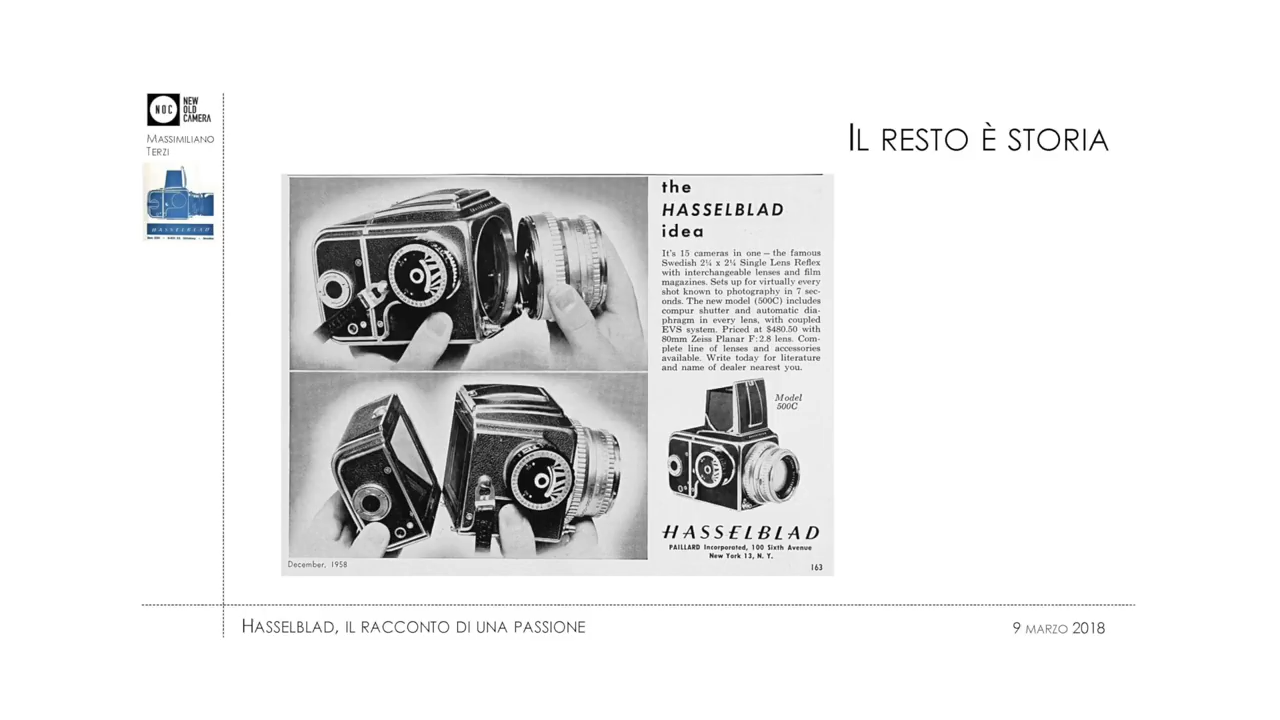 NOC
NEW
OLD
CAMERA
MASSIMILIANO
TERZI
HASSELBLAD
IL RESTO È STORIA
the
HASSELBLAD
idea
It's 15 cameras in one — the famous
Swedish 2¼ x 2¼ Single Lens Reflex
with interchangeable lenses and film
magazines. Sets up for virtually every
shot known to photography in 7 sec-
onds. The new model (500C) includes
compur shutter and automatic dia-
phragm in every lens, with coupled
EVS system. Priced at $480.50 with
80mm Zeiss Planar F:2.8 lens. Com-
plete line of lenses and accessories
available. Write today for literature
and name of dealer nearest you.
Model
500C
HASSELBLAD
PAILLARD Incorporated, 100 Sixth Avenue
New York 13, N. Y.
December, 1958
163
HASSELBLAD, IL RACCONTO DI UNA PASSIONE
9 MARZO 2018